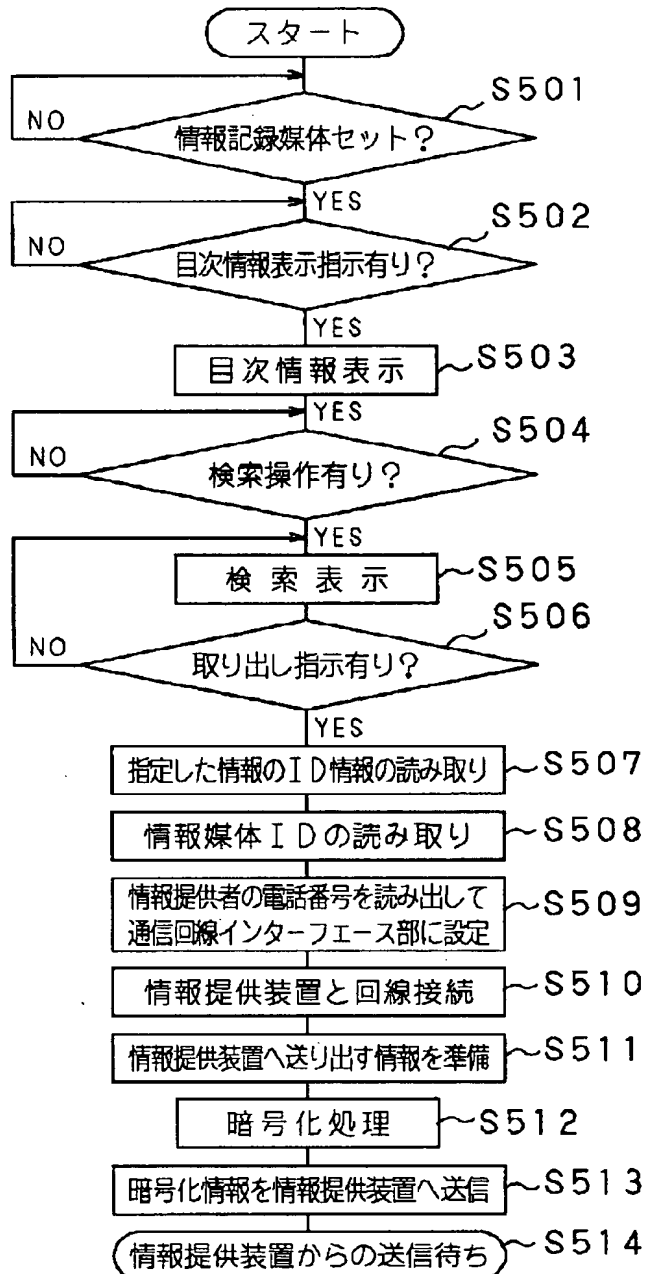 スタート
S501
NO
情報記録媒体セット?
YES
S502
NO
目次情報表示指示有り?
YES
目次情報表示
S503
YES
S504
NO
検索操作有り?
YES
検索表示
S505
S506
NO
取り出し指示有り?
YES
指定した情報のID情報の読み取り
S507
情報媒体IDの読み取り
S508
情報提供者の電話番号を読み出して
通信回線インターフェース部に設定
S509
情報提供装置と回線接続
S510
情報提供装置へ送り出す情報を準備
S511
暗号化処理
S512
暗号化情報を情報提供装置へ送信
S513
情報提供装置からの送信待ち
S514